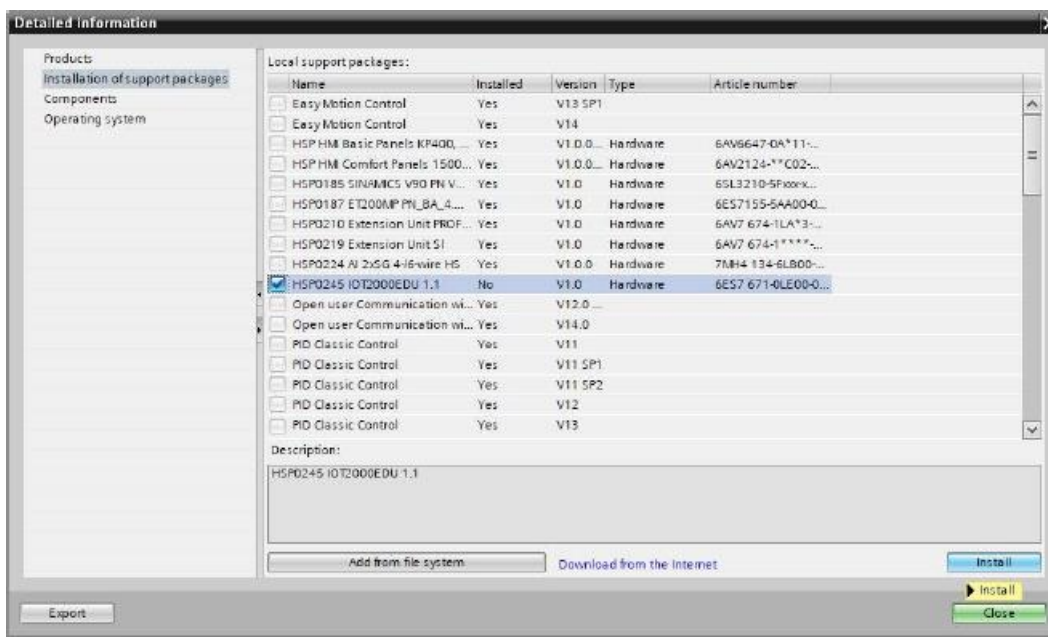 Detailed information
Products
Installation of support packages
Components
Operating system
Local support packages:
Name Installed Version Type Article number
Easy Motion Control Yes V13 SP1
Easy Motion Control Yes V14
HSP HMI Basic Panels KP400, ... Yes V1.0.0... Hardware 6AV6647-0A*11-...
HSP HMI Comfort Panels 1500... Yes V1.0.0... Hardware 6AV2124-**C02-...
HSP0185 SINAMICS V90 PN V... Yes V1.0 Hardware 6SL3210-5Fxxx-x...
HSP0187 ET200MP PN_BA_4.... Yes V1.0 Hardware 6ES7155-5AA00-0...
HSP0210 Extension Unit PROF... Yes V1.0 Hardware 6AV7 674-1LA*3-...
HSP0219 Extension Unit SI Yes V1.0 Hardware 6AV7 674-1****-...
HSP0224 AI 2xSG 4-/6-wire HS Yes V1.0.0 Hardware 7MH4 134-6LB00-...
HSP0245 IOT2000EDU 1.1 No V1.0 Hardware 6ES7 671-0LE00-0...
Open user Communication wi... Yes V12.0 ...
Open user Communication wi... Yes V14.0
PID Classic Control Yes V11
PID Classic Control Yes V11 SP1
PID Classic Control Yes V11 SP2
PID Classic Control Yes V12
PID Classic Control Yes V13
Description:
HSP0245 IOT2000EDU 1.1
Add from file system Download from the Internet Install
Install
Export Close